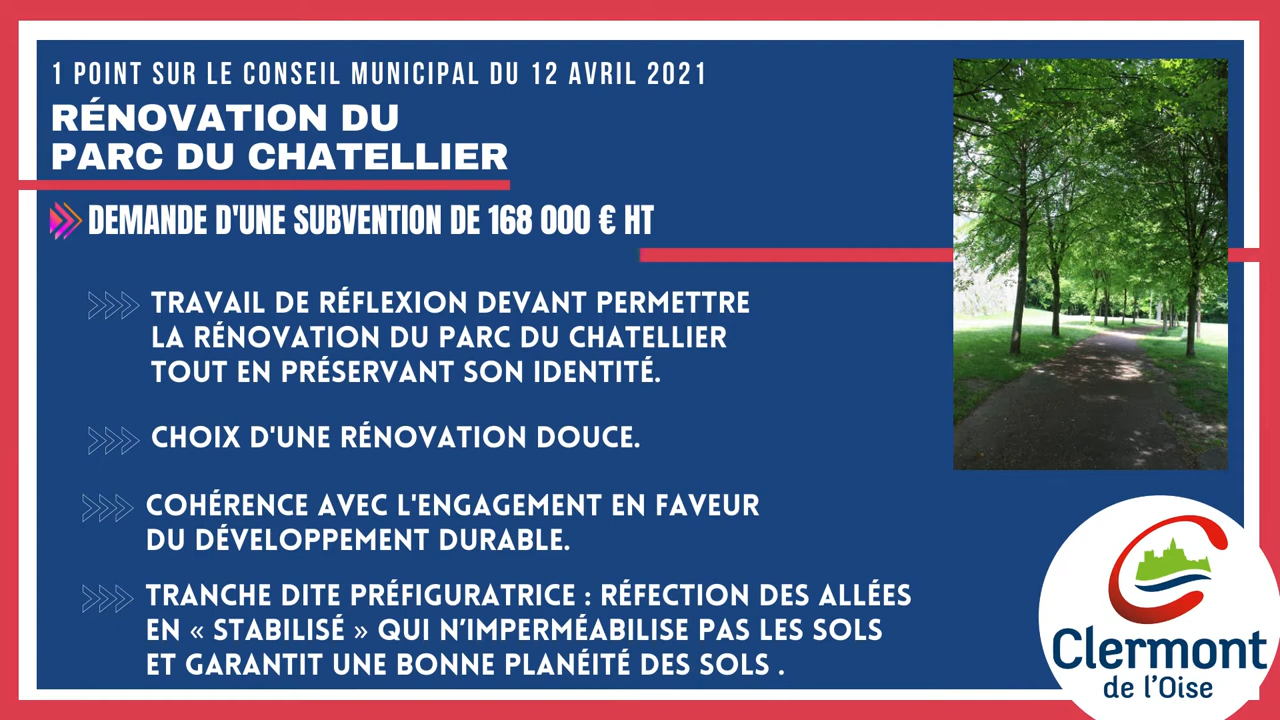 1 POINT SUR LE CONSEIL MUNICIPAL DU 12 AVRIL 2021
RÉNOVATION DU
PARC DU CHATELLIER
DEMANDE D'UNE SUBVENTION DE 168 000 € HT
TRAVAIL DE RÉFLEXION DEVANT PERMETTRE
LA RÉNOVATION DU PARC DU CHATELLIER
TOUT EN PRÉSERVANT SON IDENTITÉ.
CHOIX D'UNE RÉNOVATION DOUCE.
COHÉRENCE AVEC L'ENGAGEMENT EN FAVEUR
DU DÉVELOPPEMENT DURABLE.
TRANCHE DITE PRÉFIGURATRICE : RÉFECTION DES ALLÉES
EN « STABILISÉ » QUI N’IMPERMÉABILISE PAS LES SOLS
ET GARANTIT UNE BONNE PLANÉITÉ DES SOLS .
Clermont
de l’Oise